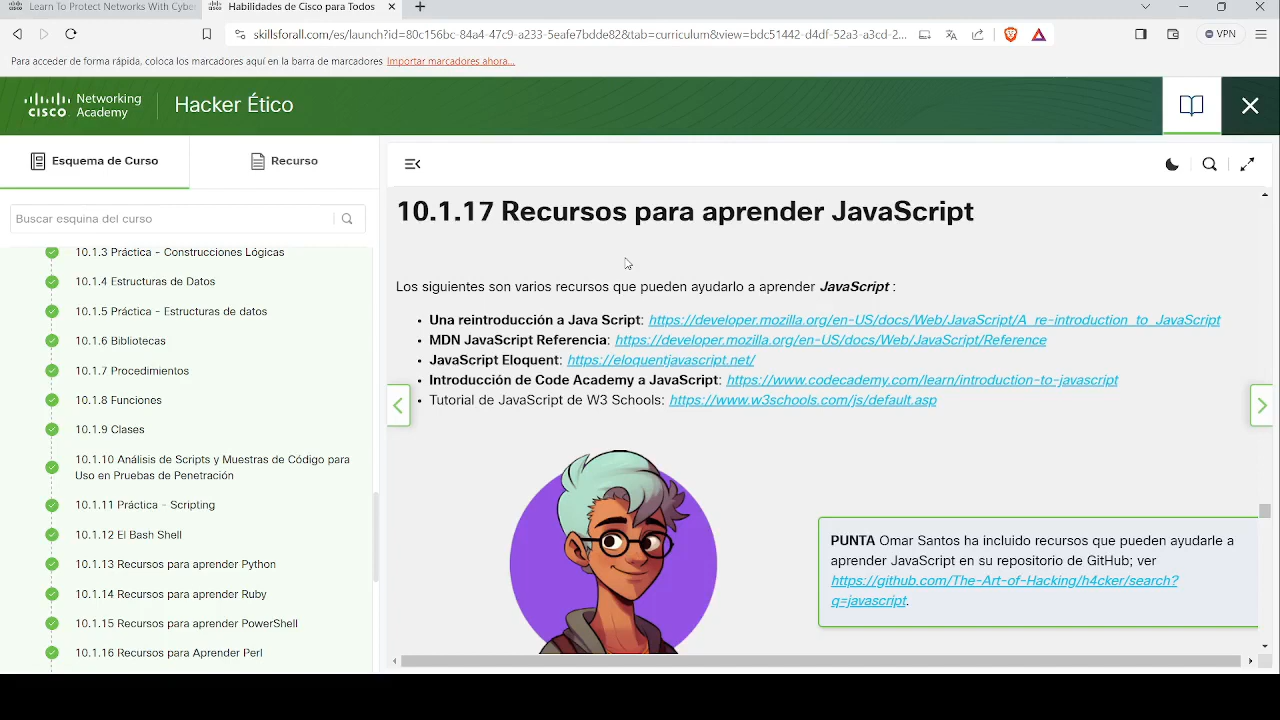 Learn To Protect Networks With Cyber
Habilidades de Cisco para Todos
skillsforall.com/es/launch?id=80c156bc-84a4-47c9-a233-5eafe7bdde82&tab=curriculum&view=bdc51442-d4df-52a3-a3cd-2...
VPN
Para acceder de forma rápida, coloca los marcadores aquí en la barra de marcadores Importar marcadores ahora...
cisco Networking Academy
Hacker Ético
Esquema de Curso
Recurso
Buscar esquina del curso
10.1.3 Práctica - Construcciones Lógicas
10.1.4 Estructuras de Datos
10.1.5 Práctica - Estructuras de datos
10.1.6 Bibliotecas
10.1.7 Procedimientos
10.1.8 Funciones
10.1.9 Clases
10.1.10 Análisis de Scripts y Muestras de Código para
Uso en Pruebas de Penetración
10.1.11 Práctica - Scripting
10.1.12 El Bash Shell
10.1.13 Recursos para aprender Python
10.1.14 Recursos para aprender Ruby
10.1.15 Recursos para aprender PowerShell
10.1.16 Recursos para Aprender Perl
10.1.17 Recursos para aprender JavaScript
Los siguientes son varios recursos que pueden ayudarlo a aprender JavaScript :
• Una reintroducción a Java Script: https://developer.mozilla.org/en-US/docs/Web/JavaScript/A_re-introduction_to_JavaScript
• MDN JavaScript Referencia: https://developer.mozilla.org/en-US/docs/Web/JavaScript/Reference
• JavaScript Eloquent: https://eloquentjavascript.net/
• Introducción de Code Academy a JavaScript: https://www.codecademy.com/learn/introduction-to-javascript
• Tutorial de JavaScript de W3 Schools: https://www.w3schools.com/js/default.asp
PUNTA Omar Santos ha incluido recursos que pueden ayudarle a
aprender JavaScript en su repositorio de GitHub; ver
https://github.com/The-Art-of-Hacking/h4cker/search?
q=javascript.